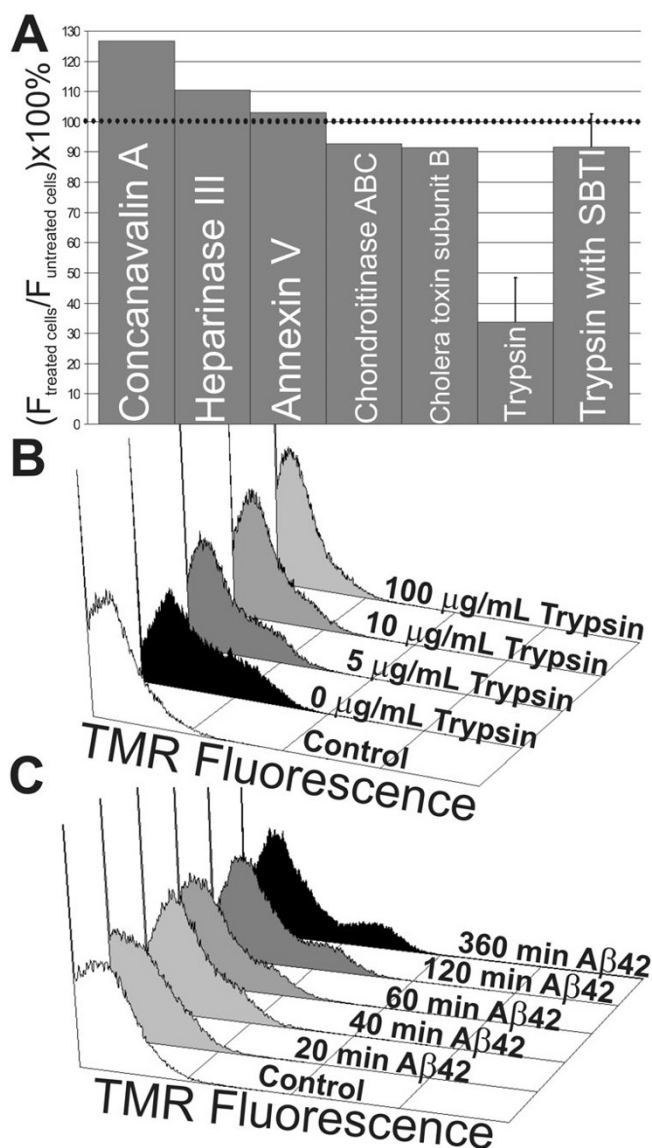 A
(F treated cells/F untreated cells)x100%
130
120
110
100
90
80
70
60
50
40
30
20
10
0
Concanavalin A
Heparinase III
Annexin V
Chondroitinase ABC
Cholera toxin subunit B
Trypsin
Trypsin with SBTI
B
100 μg/mL Trypsin
10 μg/mL Trypsin
5 μg/mL Trypsin
0 μg/mL Trypsin
Control
TMR Fluorescence
C
360 min Aβ42
120 min Aβ42
60 min Aβ42
40 min Aβ42
20 min Aβ42
Control
TMR Fluorescence